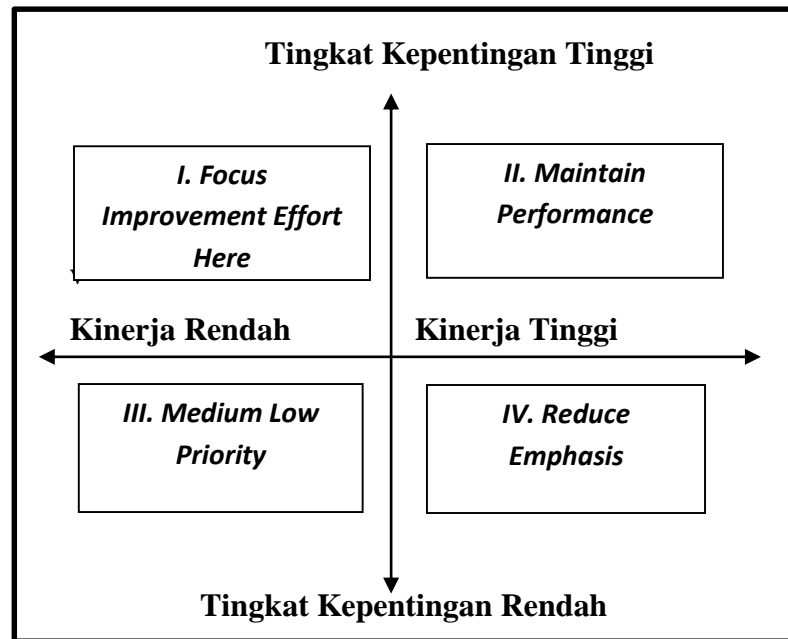 Tingkat Kepentingan Tinggi
I. Focus
Improvement Effort
Here
II. Maintain
Performance
Kinerja Rendah
Kinerja Tinggi
III. Medium Low
Priority
IV. Reduce
Emphasis
Tingkat Kepentingan Rendah